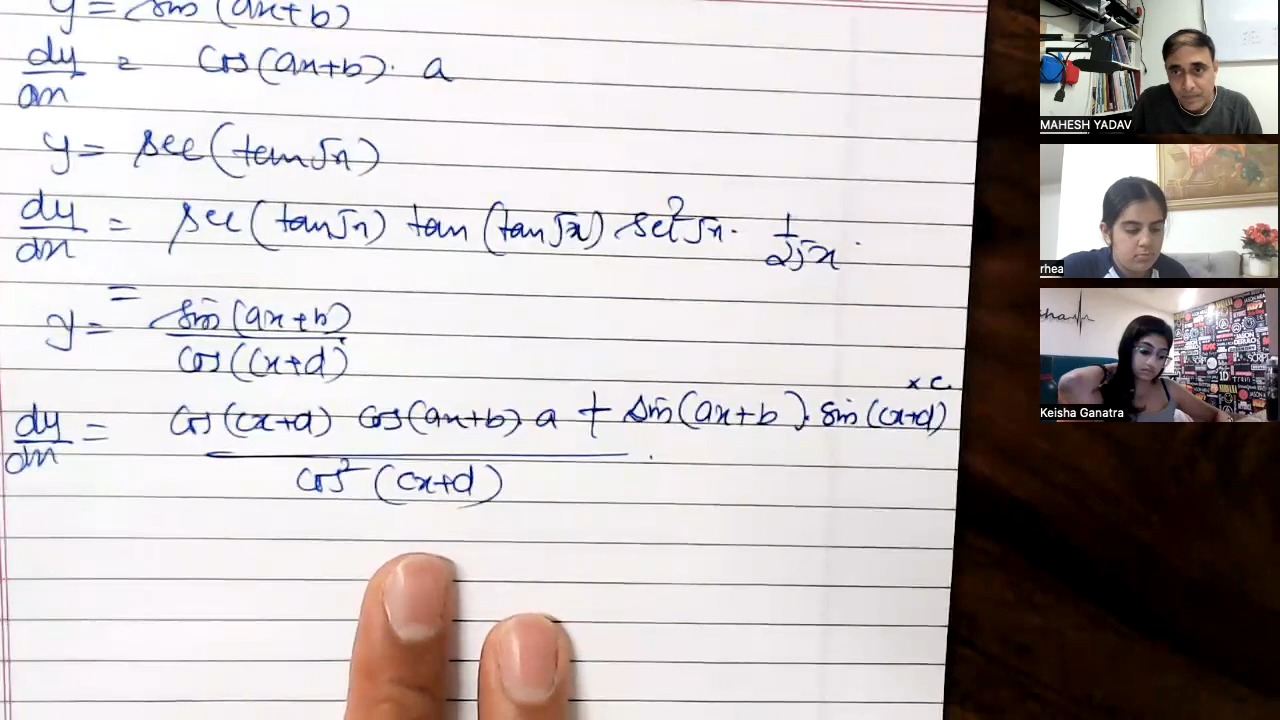 y = sin (ax+b)
dy/dx = cos(ax+b). a
y = sec(tan√x)
dy/dx = sec(tan√x) tan(tan√x) sec²√x. 1/2√x.
=
y = sin(ax+b)/cos(cx+d)
x c
dy/dx = cos(cx+d) cos(ax+b) a + sin(ax+b). sin(cx+d)
cos² (cx+d)
MAHESH YADAV
rhea
Keisha Ganatra